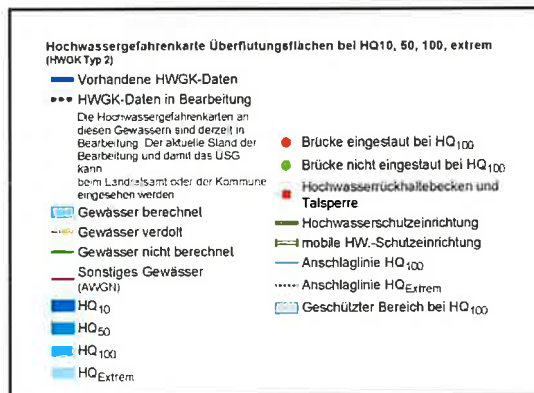 Hochwassergefahrenkarte Überflutungsflächen bei HQ10, 50, 100, extrem
(HWGK Typ 2)
Vorhandene HWGK-Daten
HWGK-Daten in Bearbeitung
Die Hochwassergefahrenkarten an
diesen Gewässern sind derzeit in
Bearbeitung. Der aktuelle Stand der
Bearbeitung und damit das ÜSG
kann
beim Landratsamt oder der Kommune
eingesehen werden
Gewässer berechnet
Gewässer verdolt
Gewässer nicht berechnet
Sonstiges Gewässer
(AWGN)
HQ10
HQ50
HQ100
HQExtrem
Brücke eingestaut bei HQ100
Brücke nicht eingestaut bei HQ100
Hochwasserrückhaltebecken und
Talsperre
Hochwasserschutzeinrichtung
mobile HW.-Schutzeinrichtung
Anschlaglinie HQ100
Anschlaglinie HQExtrem
Geschützter Bereich bei HQ100